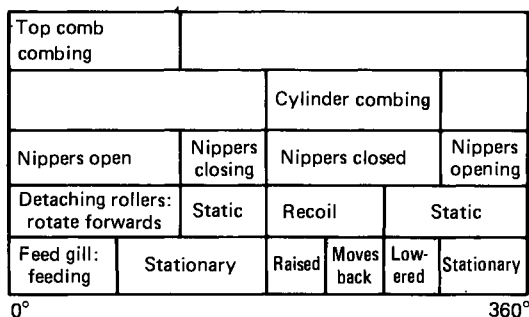 Top comb
combing
Cylinder combing
Nippers open
Nippers
closing
Nippers closed
Nippers
opening
Detaching rollers:
rotate forwards
Static
Recoil
Static
Feed gill:
feeding
Stationary
Raised
Moves
back
Low-
ered
Stationary
0°
360°